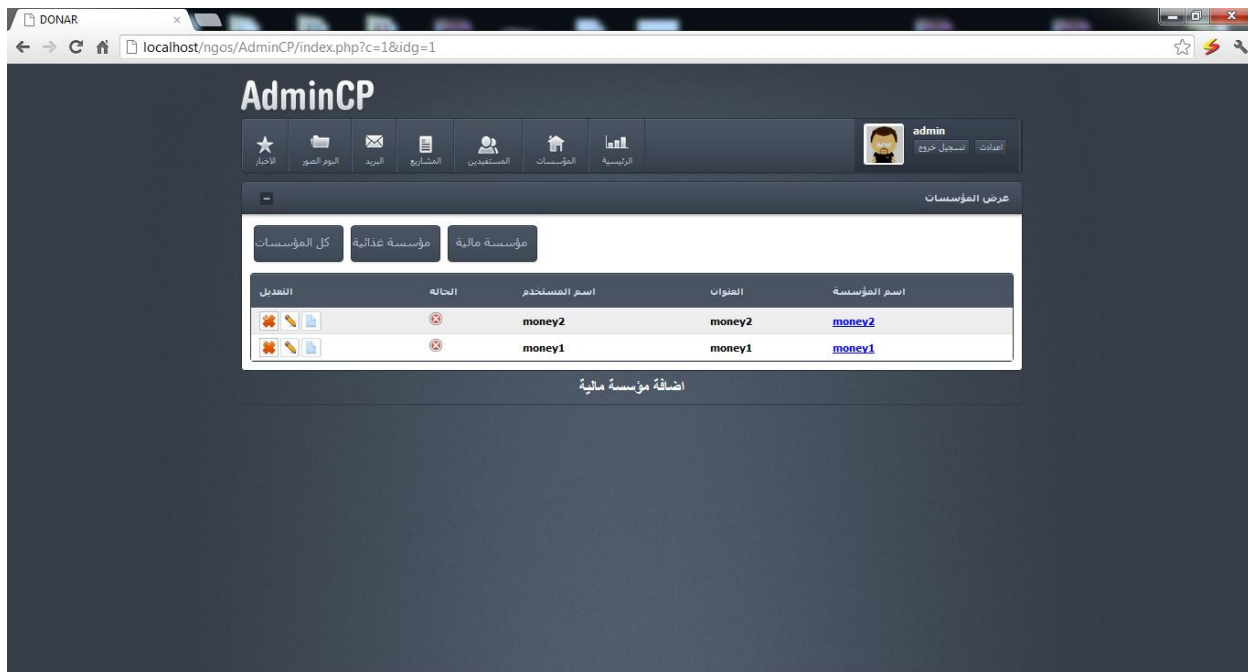 DONAR
localhost/ngos/AdminCP/index.php?c=1&idg=1
AdminCP
admin
اعدادت تسجيل خروج
الرئيسية المؤسسات المستفيدين المشاريع البريد البوم الصور الاخبار
عرض المؤسسات
مؤسسة مالية مؤسسة غذائية كل المؤسسات
اسم المؤسسة العنوان اسم المستخدم الحاله التعديل
money2 money2 money2
money1 money1 money1
اضافة مؤسسة مالية